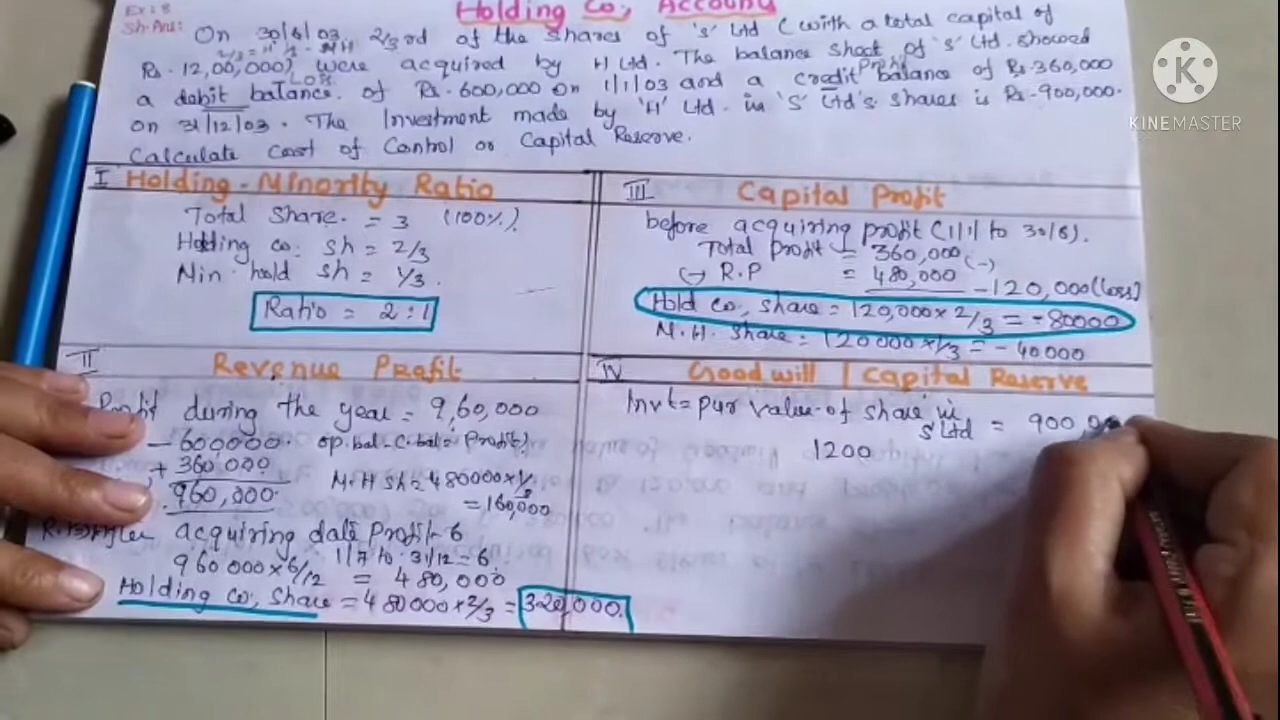 Ex: 8
Sh. Ans:
Holding Co, Account
On 30/6/03 2/3rd of the shares of 's' Ltd (with a total capital of
Rs. 12,00,000) were acquired by H Ltd. The balance sheet of 's' Ltd. showed
Loss
Profit
a debit balance of Rs. 600,000 on 1/1/03 and a credit balance of Rs. 360,000
on 31/12/03. The Investment made by 'H' Ltd. in 'S' Ltd's shares is Rs. 900,000.
Calculate cost of Control or Capital Reserve.
KINEMASTER
I Holding-Minority Ratio
Total Share. = 3 (100%)
Holding co: sh = 2/3
Min. hold sh = 1/3
Ratio = 2:1
II Revenue Profit
Profit during the year = 9,60,000
- 600000. op. bal - C. bal = Profit)
+ 360,000
960,000.
M.H Sh = 480000 x 1/3
= 160,000
acquiring date Profit - 6
1/7 to 31/12 = 6
960 000 x 6/12 = 480,000
Holding co, share = 480000 x 2/3 = 320,000.
III Capital Profit
before acquiring profit (1/1 to 30/6).
Total profit = 360,000 (-)
(-) R.P = 480,000 - 120,000 (loss)
Hold co, share = 120,000 x 2/3 = -80000
M.H. share = 120000 x 1/3 = - 40000
IV Goodwill / Capital Reserve
Invt = Pur value of share in
S Ltd = 900,
1200